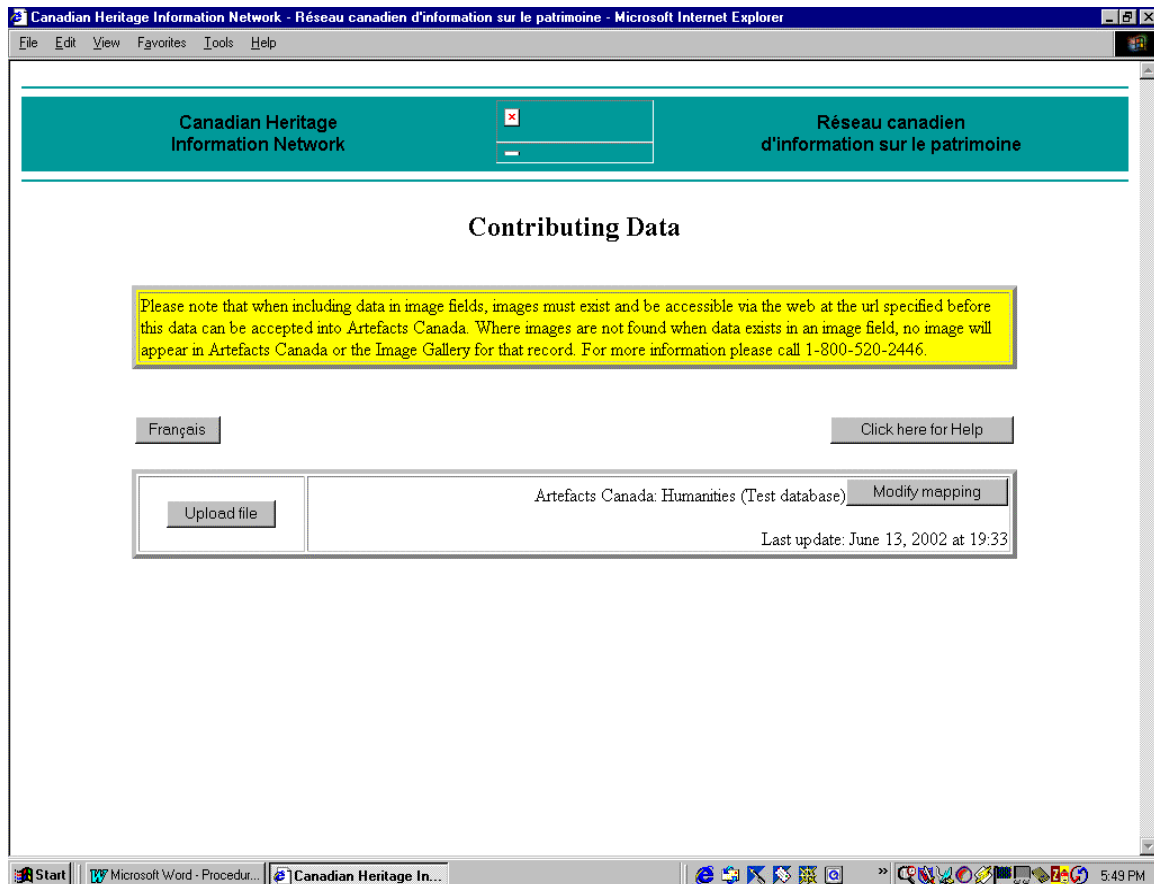 Canadian Heritage Information Network - Réseau canadien d'information sur le patrimoine - Microsoft Internet Explorer
File Edit View Favorites Tools Help
Canadian Heritage
Information Network
Réseau canadien
d'information sur le patrimoine
Contributing Data
Please note that when including data in image fields, images must exist and be accessible via the web at the url specified before
this data can be accepted into Artefacts Canada. Where images are not found when data exists in an image field, no image will
appear in Artefacts Canada or the Image Gallery for that record. For more information please call 1-800-520-2446.
Français
Click here for Help
Upload file
Artefacts Canada: Humanities (Test database) Modify mapping
Last update: June 13, 2002 at 19:33
Start Microsoft Word - Procedur... Canadian Heritage In... » 5:49 PM